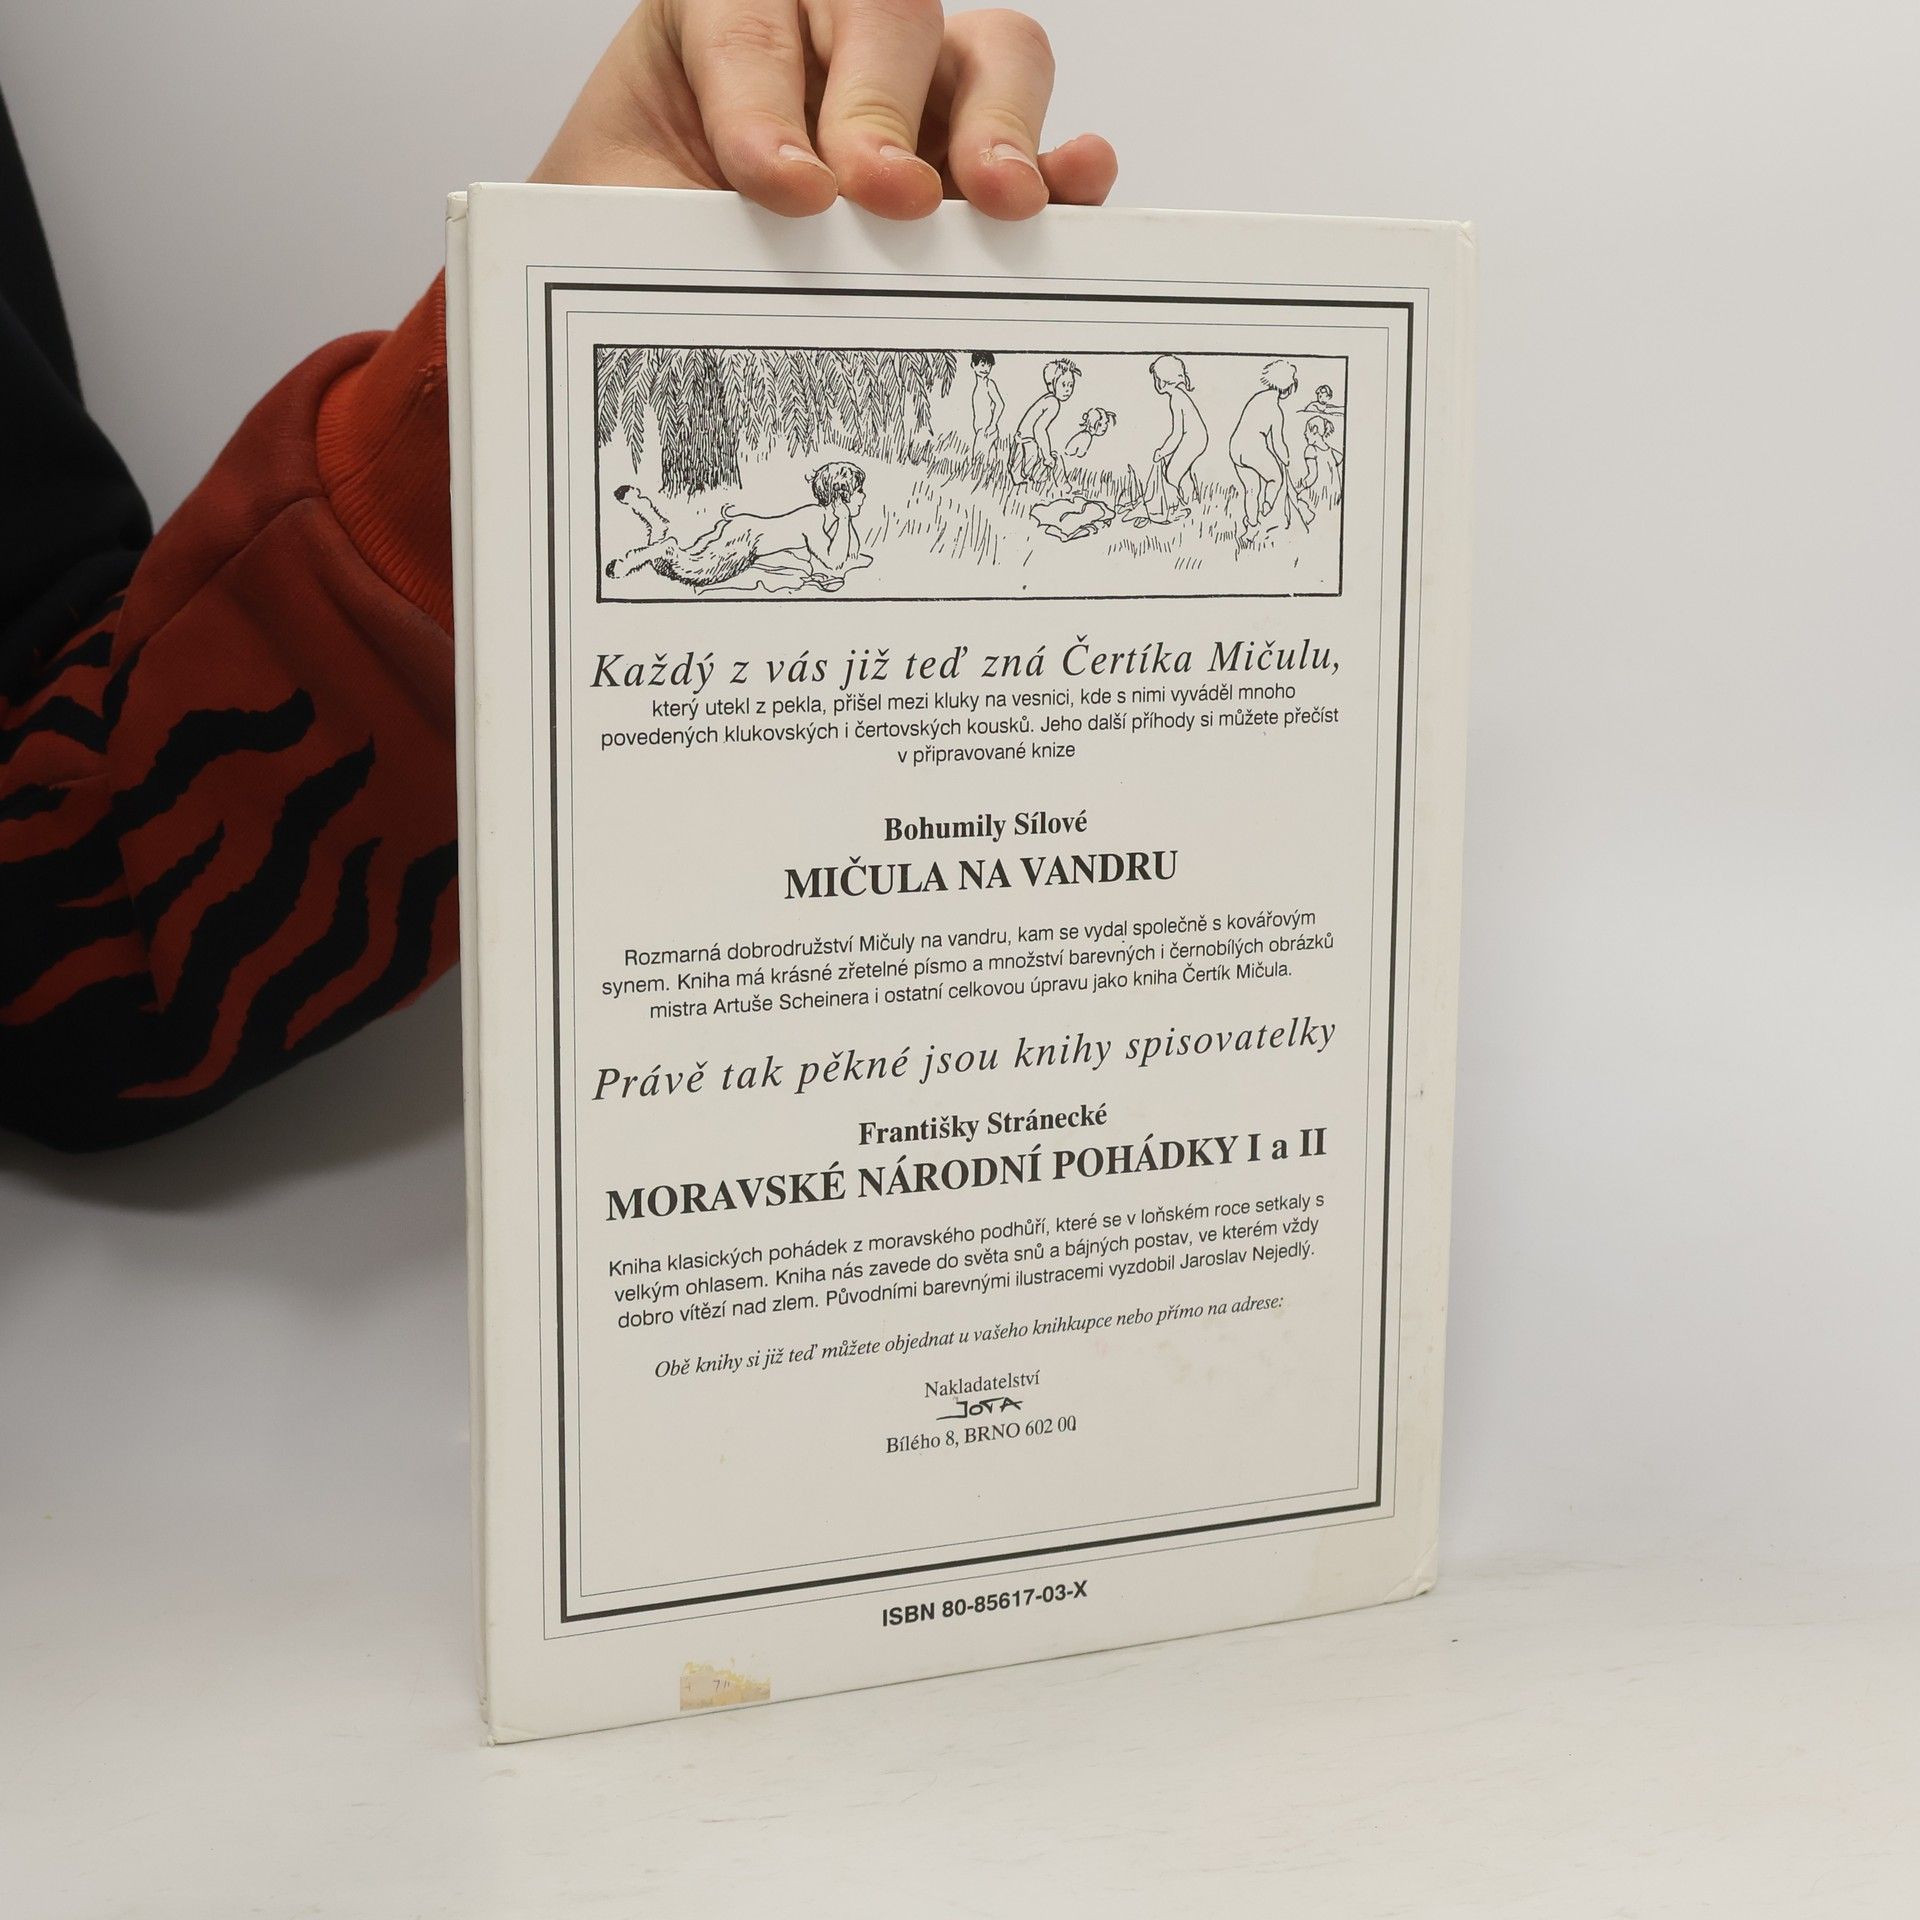 Každý z vás již teď zná Čertíka Mičulu,
který utekl z pekla, přišel mezi kluky na vesnici, kde s nimi vyváděl mnoho
povedených klukovských i čertovských kousků. Jeho další příhody si můžete přečíst
v připravované knize
Bohumily Sílové
MIČULA NA VANDRU
Rozmarná dobrodružství Mičuly na vandru, kam se vydal společně s kovářovým
synem. Kniha má krásné zřetelné písmo a množství barevných i černobílých obrázků
mistra Artuše Scheinera i ostatní celkovou úpravu jako kniha Čertík Mičula.
Právě tak pěkné jsou knihy spisovatelky
Františky Stránecké
MORAVSKÉ NÁRODNÍ POHÁDKY I a II
Kniha klasických pohádek z moravského podhůří, které se v loňském roce setkaly s
velkým ohlasem. Kniha nás zavede do světa snů a bájných postav, ve kterém vždy
dobro vítězí nad zlem. Původními barevnými ilustracemi vyzdobil Jaroslav Nejedlý.
Obě knihy si již teď můžete objednat u vašeho knihkupce nebo přímo na adrese:
Nakladatelství
JOTA
Bílého 8, BRNO 602 00
ISBN 80-85617-03-X